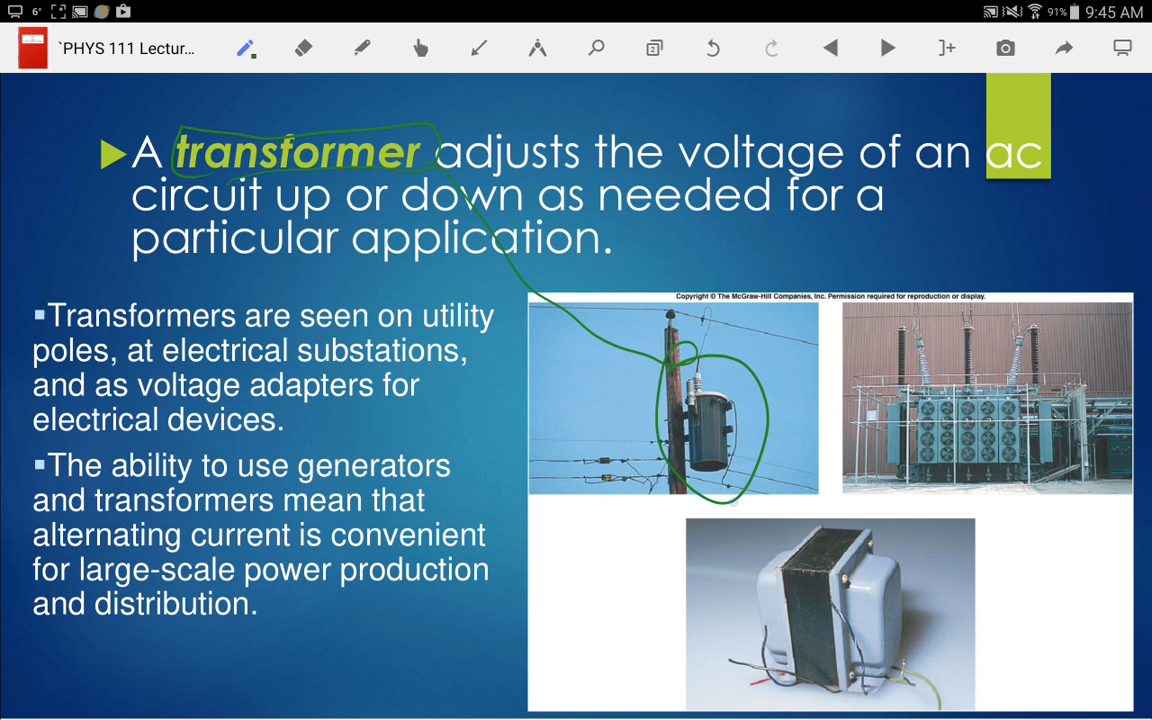 6°
91%
9:45 AM
`PHYS 111 Lectur...
2
A transformer adjusts the voltage of an ac
circuit up or down as needed for a
particular application.
▪Transformers are seen on utility
poles, at electrical substations,
and as voltage adapters for
electrical devices.
▪The ability to use generators
and transformers mean that
alternating current is convenient
for large-scale power production
and distribution.
Copyright © The McGraw-Hill Companies, Inc. Permission required for reproduction or display.